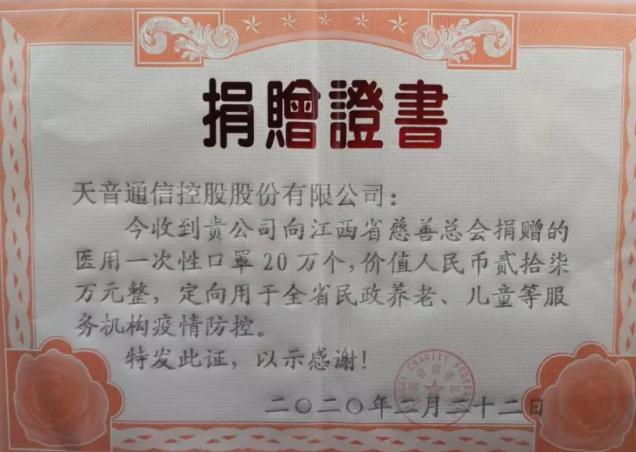 捐贈證書
天音通信控股股份有限公司：
今收到贵公司向江西省慈善总会捐赠的
医用一次性口罩20万个，价值人民币贰拾柒
万元整，定向用于全省民政养老、儿童等服
务机构疫情防控。
特发此证，以示感谢！
CHARITY
二〇二〇年二月二十二日